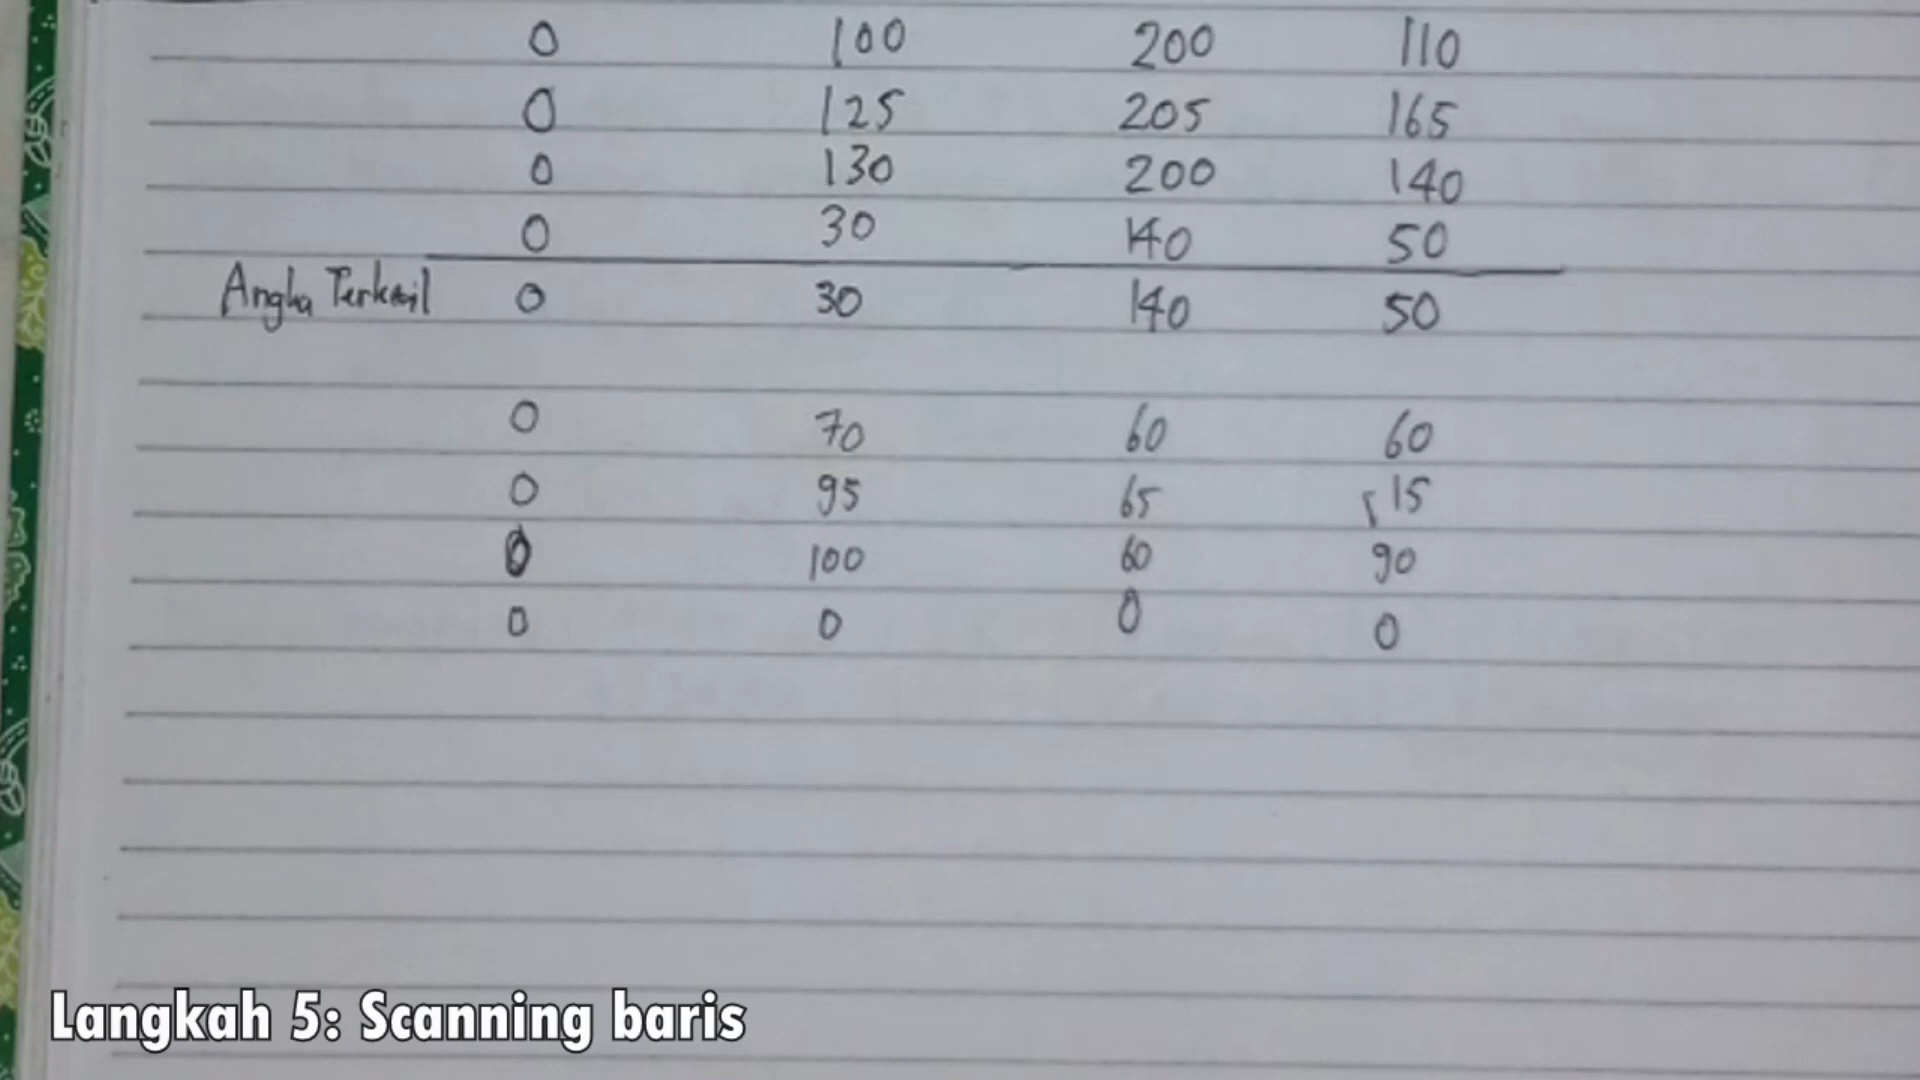 0 100 200 110
0 125 205 165
0 130 200 140
0 30 140 50
Angka Terkecil 0 30 140 50
0 70 60 60
0 95 65 115
0 100 60 90
0 0 0 0
Langkah 5: Scanning baris